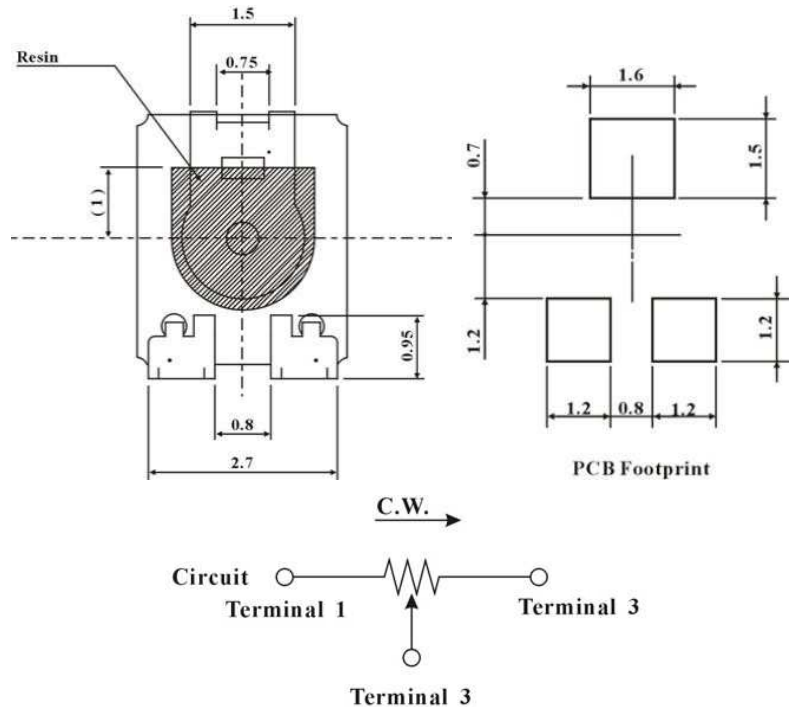 1.5
Resin
0.75
(1)
0.95
0.8
2.7
1.6
0.7
1.5
1.2
1.2
1.2 0.8 1.2
PCB Footprint
C.W.
Circuit
Terminal 1
Terminal 3
Terminal 3